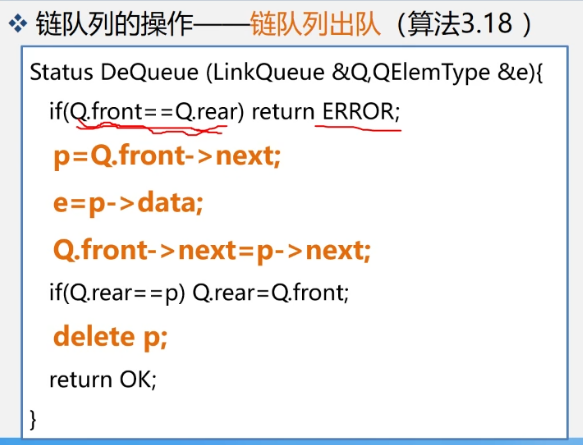 ❖ 链队列的操作——链队列出队（算法3.18 ）
Status DeQueue (LinkQueue &Q,QElemType &e){
if(Q.front==Q.rear) return ERROR;
p=Q.front->next;
e=p->data;
Q.front->next=p->next;
if(Q.rear==p) Q.rear=Q.front;
delete p;
return OK;
}